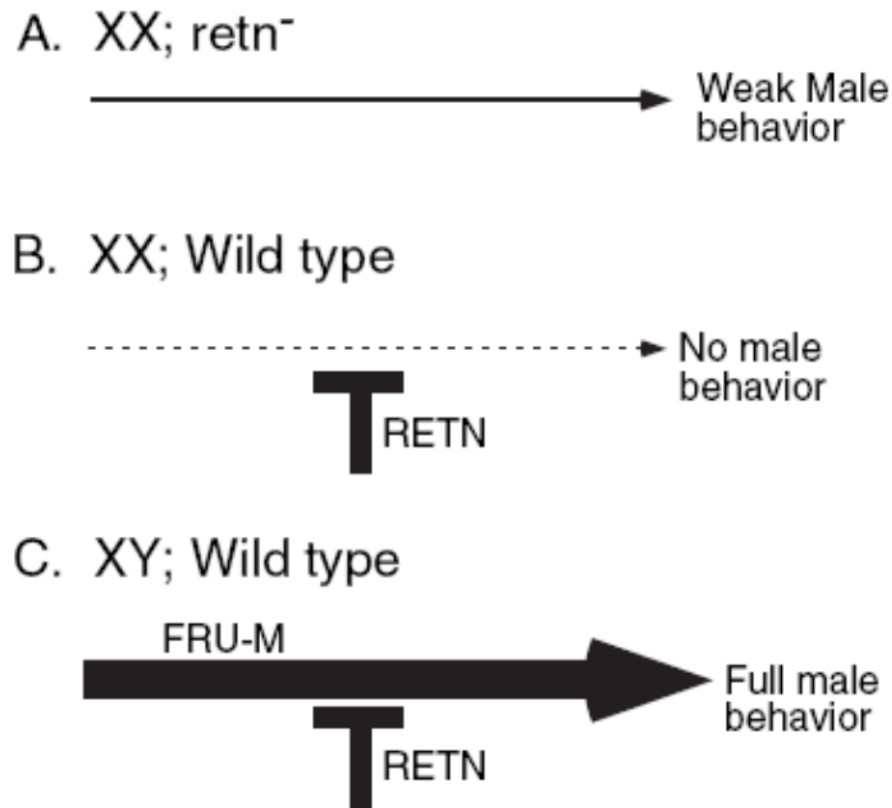 A. XX; retn⁻
Weak Male
behavior
B. XX; Wild type
No male
behavior
RETN
C. XY; Wild type
FRU-M
Full male
behavior
RETN